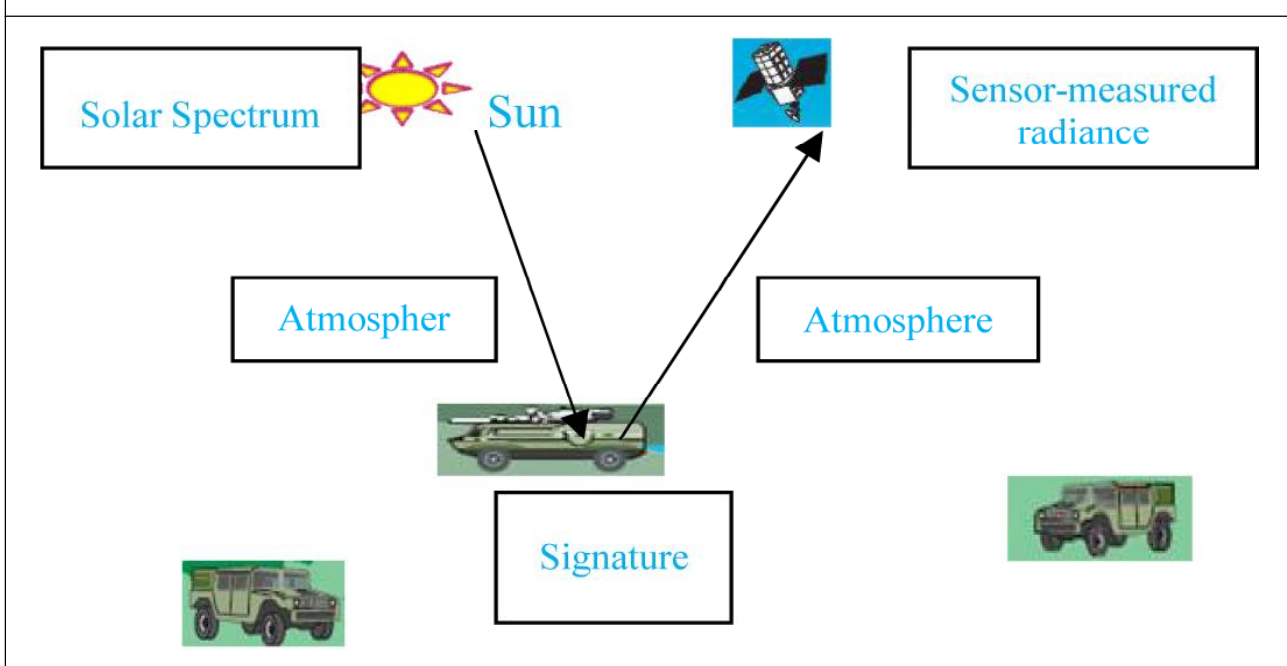 Solar Spectrum
Sun
Sensor-measured
radiance
Atmospher
Atmosphere
Signature